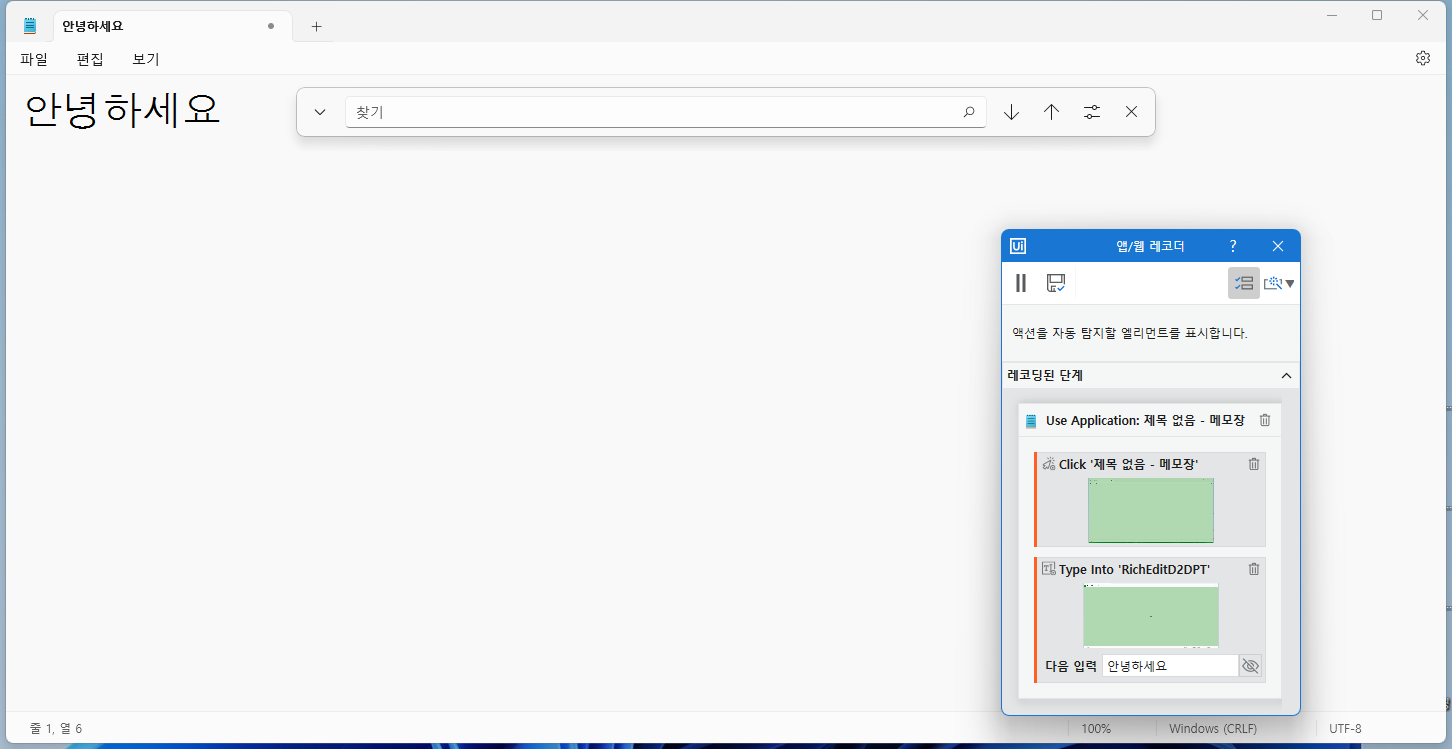 안녕하세요
파일 편집 보기
안녕하세요
찾기
Ui 앱/웹 레코더 ?
액션을 자동 탐지할 엘리먼트를 표시합니다.
레코딩된 단계
Use Application: 제목 없음 - 메모장
Click '제목 없음 - 메모장'
Type Into 'RichEditD2DPT'
다음 입력 안녕하세요
줄 1, 열 6 100% Windows (CRLF) UTF-8